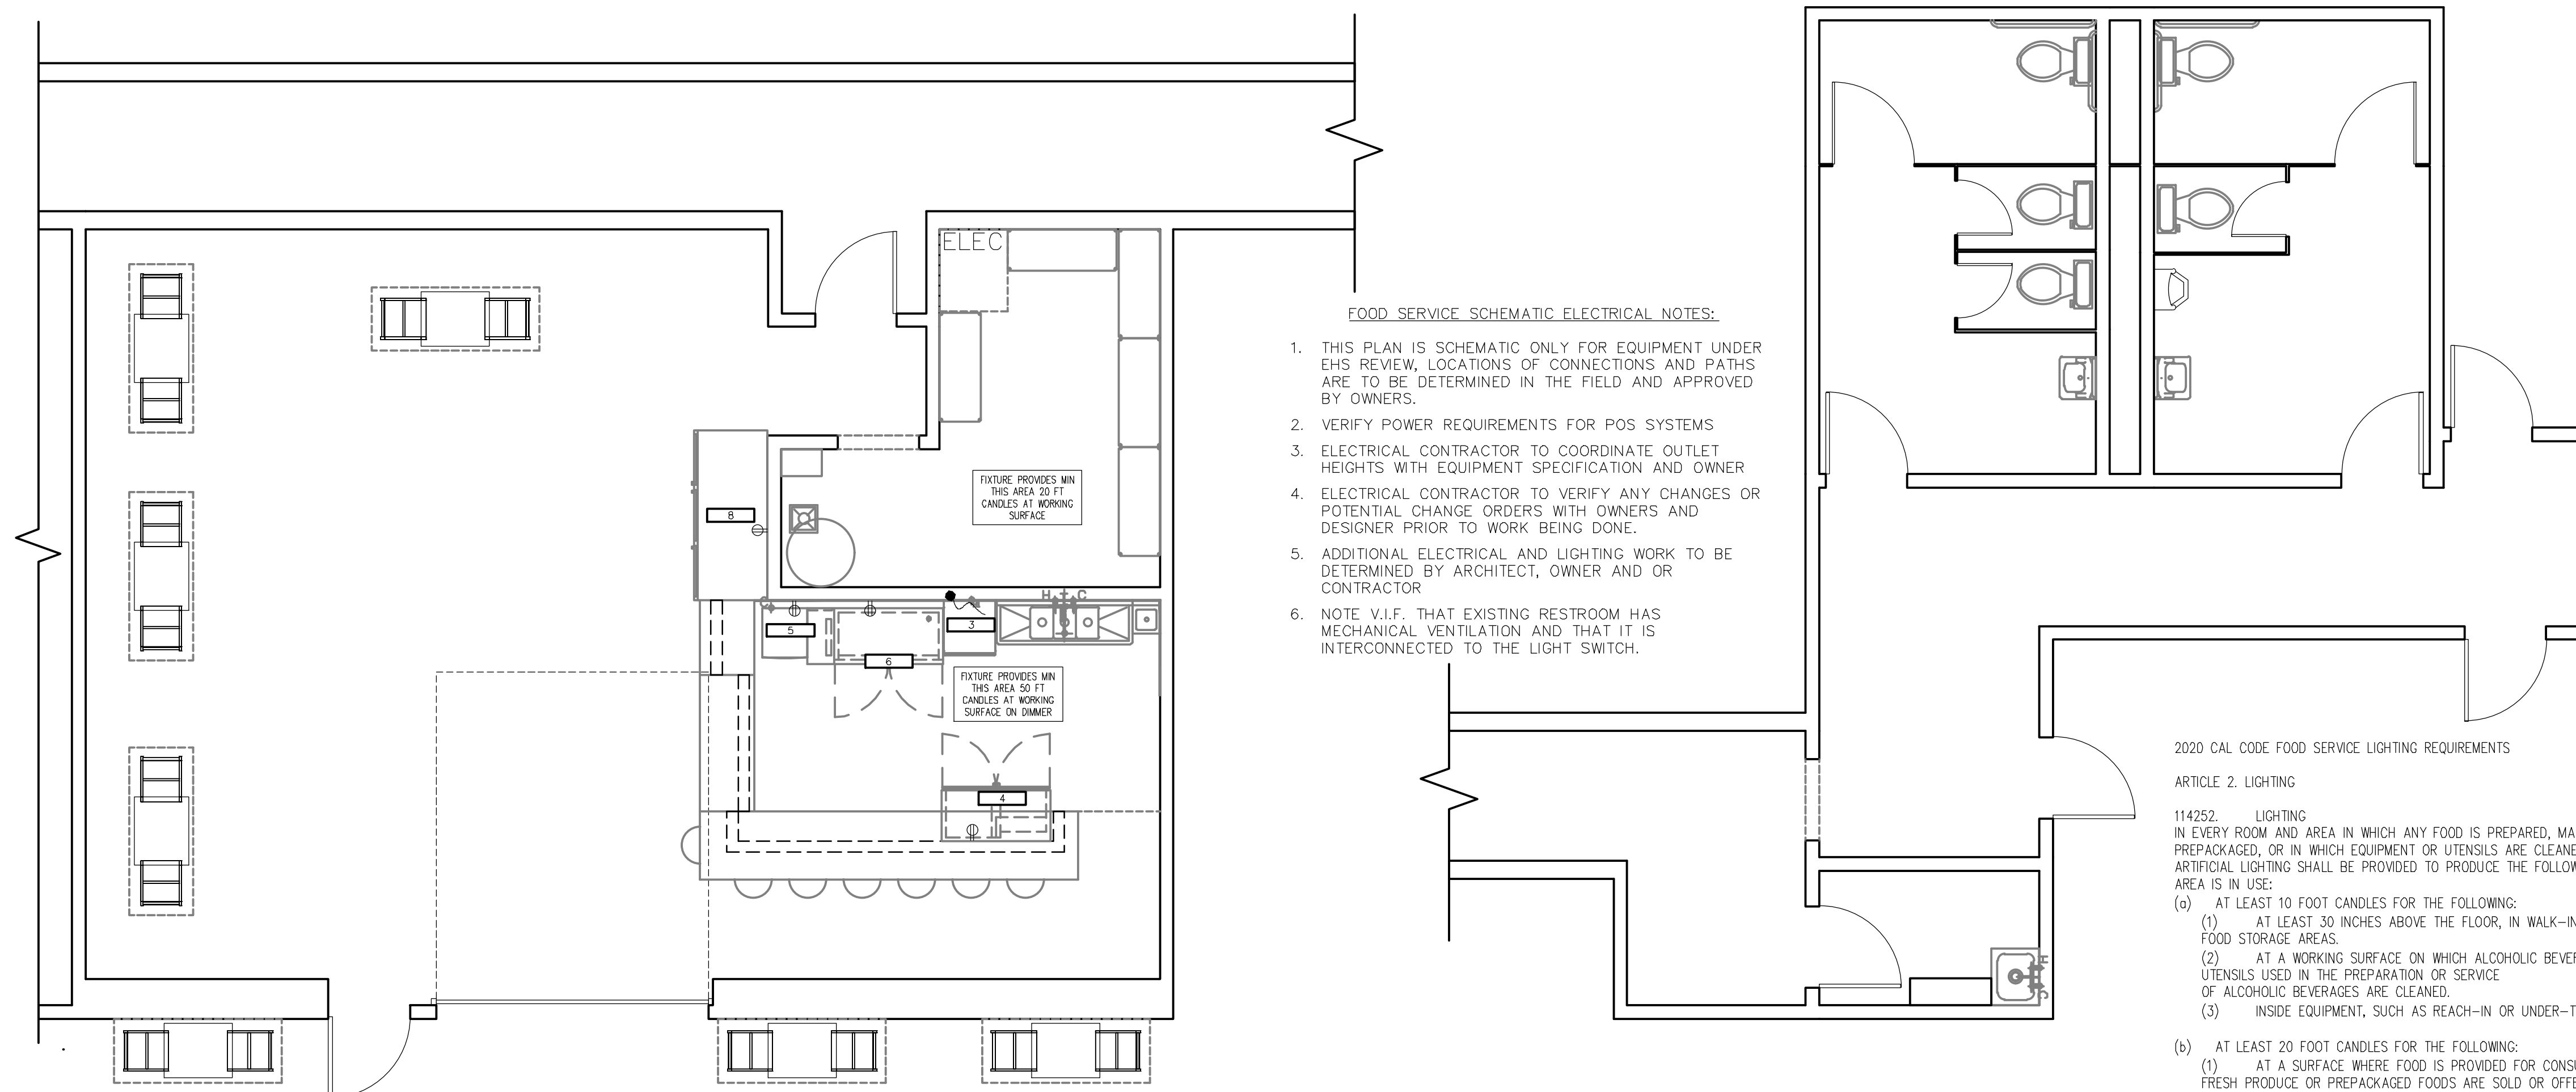 ELEC
FIXTURE PROVIDES MIN
THIS AREA 20 FT
CANDLES AT WORKING
SURFACE
8
C
H
C
5
3
6
FIXTURE PROVIDES MIN
THIS AREA 50 FT
CANDLES AT WORKING
SURFACE ON DIMMER
4
FOOD SERVICE SCHEMATIC ELECTRICAL NOTES:
1. THIS PLAN IS SCHEMATIC ONLY FOR EQUIPMENT UNDER
EHS REVIEW, LOCATIONS OF CONNECTIONS AND PATHS
ARE TO BE DETERMINED IN THE FIELD AND APPROVED
BY OWNERS.
2. VERIFY POWER REQUIREMENTS FOR POS SYSTEMS
3. ELECTRICAL CONTRACTOR TO COORDINATE OUTLET
HEIGHTS WITH EQUIPMENT SPECIFICATION AND OWNER
4. ELECTRICAL CONTRACTOR TO VERIFY ANY CHANGES OR
POTENTIAL CHANGE ORDERS WITH OWNERS AND
DESIGNER PRIOR TO WORK BEING DONE.
5. ADDITIONAL ELECTRICAL AND LIGHTING WORK TO BE
DETERMINED BY ARCHITECT, OWNER AND OR
CONTRACTOR
6. NOTE V.I.F. THAT EXISTING RESTROOM HAS
MECHANICAL VENTILATION AND THAT IT IS
INTERCONNECTED TO THE LIGHT SWITCH.
H
C
2020 CAL CODE FOOD SERVICE LIGHTING REQUIREMENTS
ARTICLE 2. LIGHTING
114252. LIGHTING
IN EVERY ROOM AND AREA IN WHICH ANY FOOD IS PREPARED,
PREPACKAGED, OR IN WHICH EQUIPMENT OR UTENSILS ARE
ARTIFICIAL LIGHTING SHALL BE PROVIDED TO PRODUCE THE
AREA IS IN USE:
(a) AT LEAST 10 FOOT CANDLES FOR THE FOLLOWING:
(1) AT LEAST 30 INCHES ABOVE THE FLOOR, IN WALK-IN
FOOD STORAGE AREAS.
(2) AT A WORKING SURFACE ON WHICH ALCOHOLIC
UTENSILS USED IN THE PREPARATION OR SERVICE
OF ALCOHOLIC BEVERAGES ARE CLEANED.
(3) INSIDE EQUIPMENT, SUCH AS REACH-IN OR
(b) AT LEAST 20 FOOT CANDLES FOR THE FOLLOWING:
(1) AT A SURFACE WHERE FOOD IS PROVIDED FOR
FRESH PRODUCE OR PREPACKAGED FOODS ARE SOLD OR